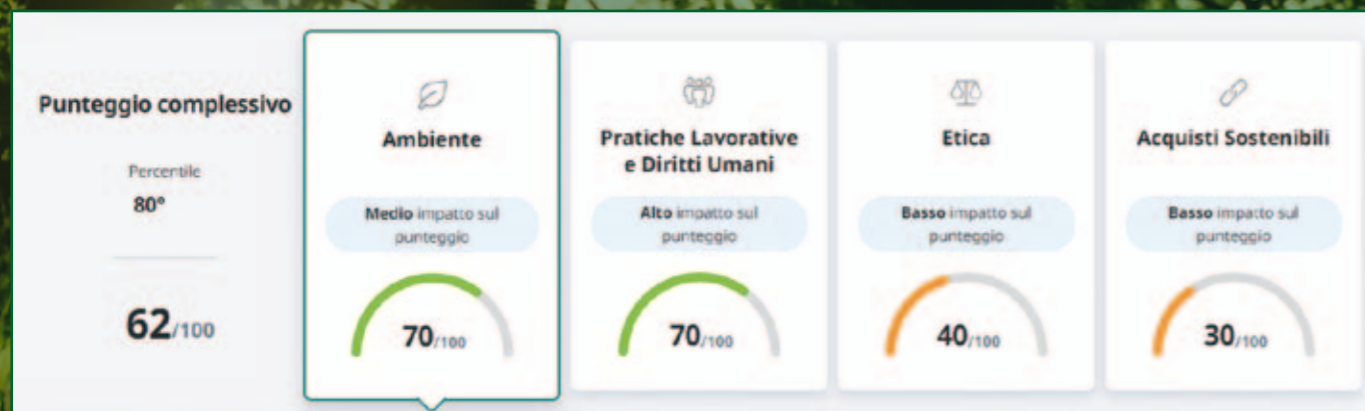 Punteggio complessivo
Percentile
80°
62/100
Ambiente
Medio impatto sul
punteggio
70/100
Pratiche Lavorative
e Diritti Umani
Alto impatto sul
punteggio
70/100
Etica
Basso impatto sul
punteggio
40/100
Acquisti Sostenibili
Basso impatto sul
punteggio
30/100